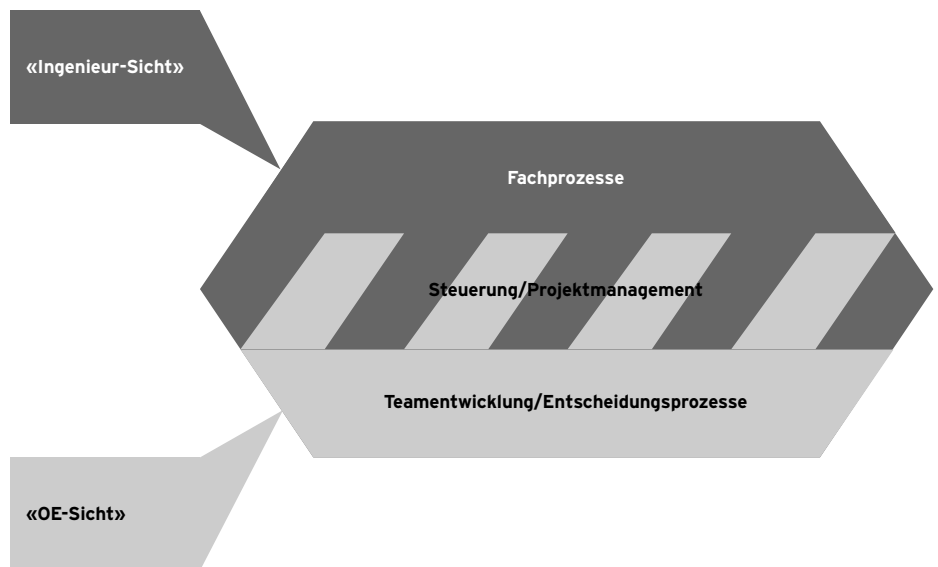 «Ingenieur-Sicht»
Fachprozesse
Steuerung/Projektmanagement
Teamentwicklung/Entscheidungsprozesse
«OE-Sicht»